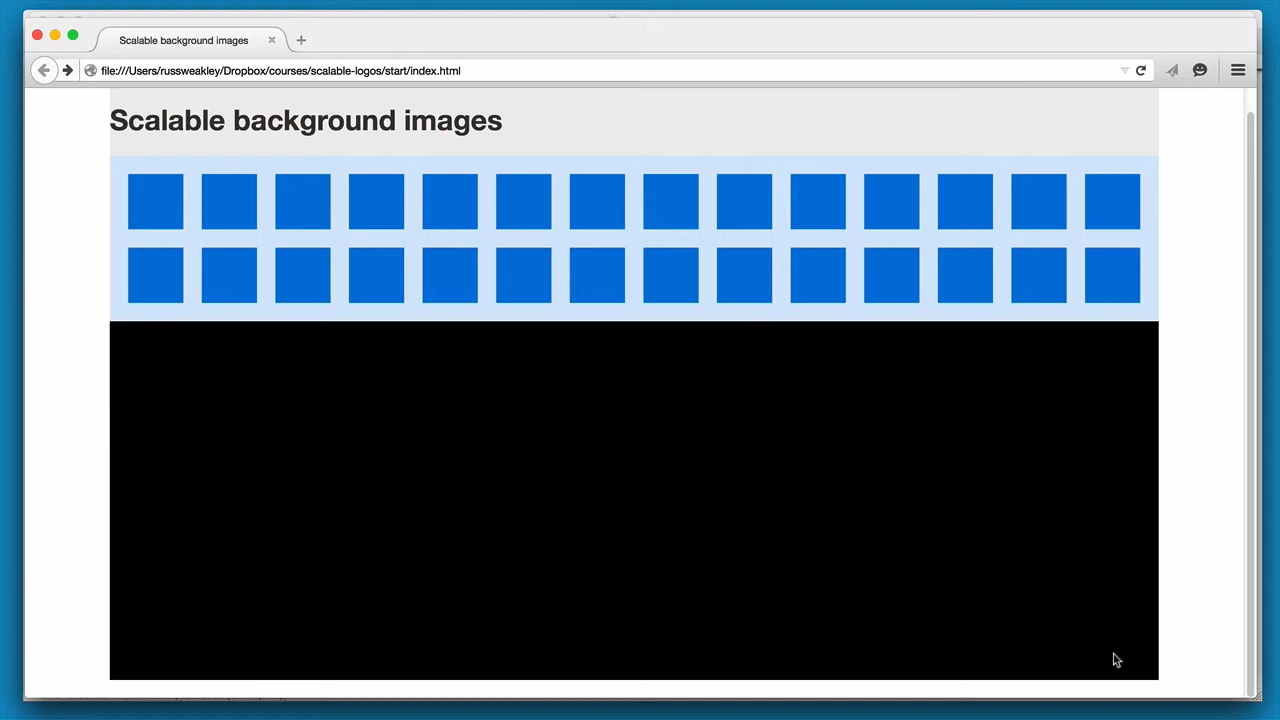 Scalable background images
file:///Users/russweakley/Dropbox/courses/scalable-logos/start/index.html
Scalable background images